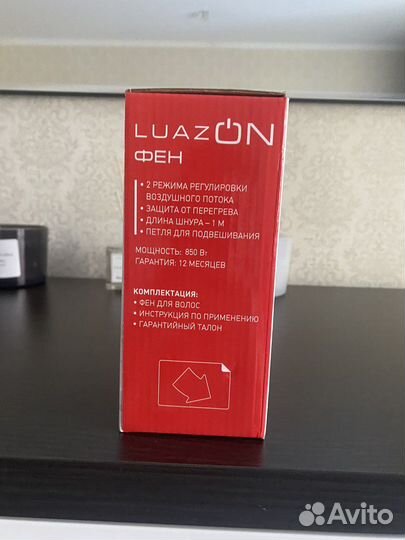 LUAZON
ФЕН
• 2 РЕЖИМА РЕГУЛИРОВКИ
ВОЗДУШНОГО ПОТОКА
• ЗАЩИТА ОТ ПЕРЕГРЕВА
• ДЛИНА ШНУРА – 1 М
• ПЕТЛЯ ДЛЯ ПОДВЕШИВАНИЯ
МОЩНОСТЬ: 850 Вт
ГАРАНТИЯ: 12 МЕСЯЦЕВ
КОМПЛЕКТАЦИЯ:
• ФЕН ДЛЯ ВОЛОС
• ИНСТРУКЦИЯ ПО ПРИМЕНЕНИЮ
• ГАРАНТИЙНЫЙ ТАЛОН
Avito